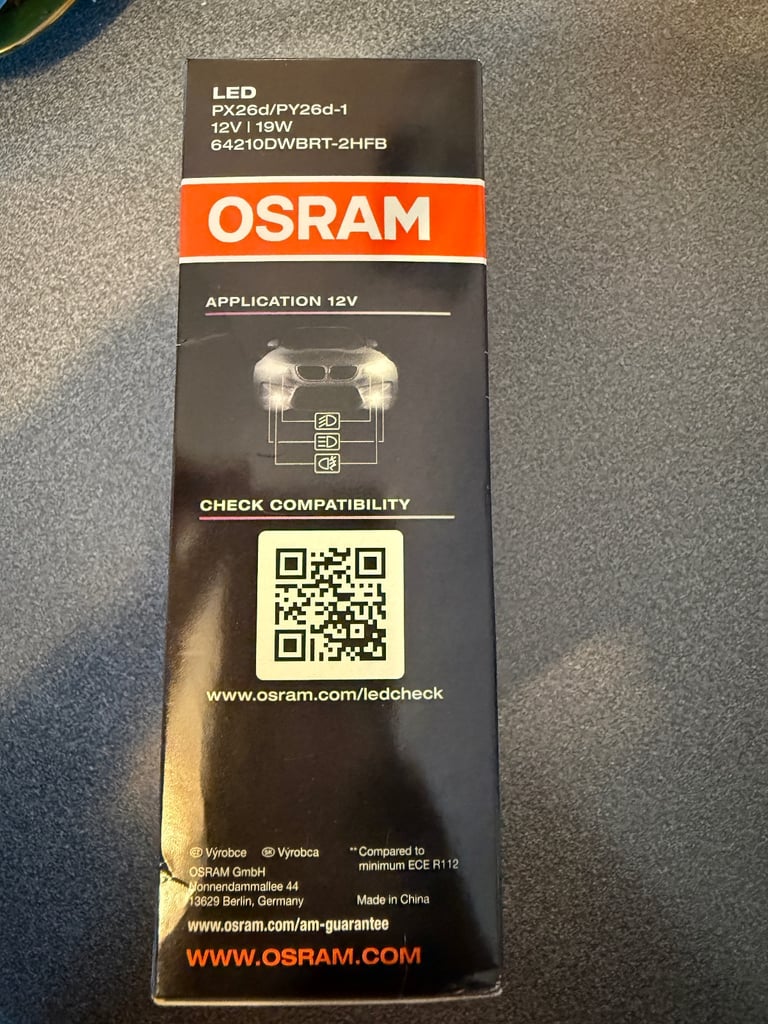 LED
PX26d/PY26d-1
12V | 19W
64210DWBRT-2HFB
OSRAM
APPLICATION 12V
CHECK COMPATIBILITY
www.osram.com/ledcheck
CZ Výrobce SK Výrobca
OSRAM GmbH
Nonnendammallee 44
13629 Berlin, Germany
** Compared to
minimum ECE R112
Made in China
www.osram.com/am-guarantee
WWW.OSRAM.COM